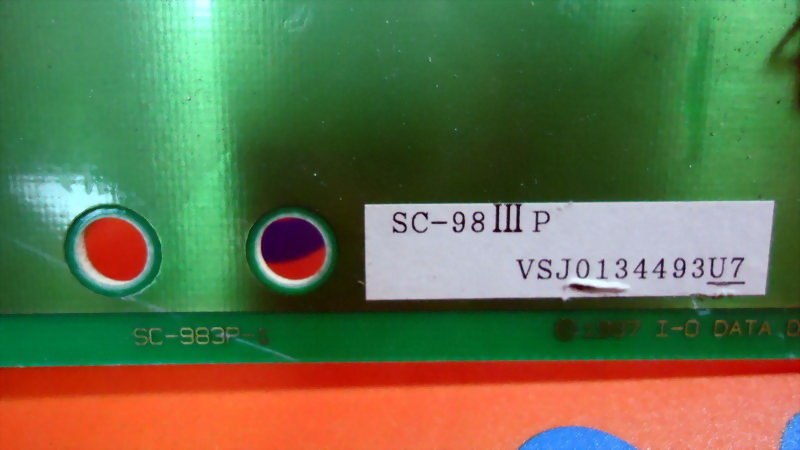 SC-98ⅢP
VSJ0134493U7
SC-983P-1
© 1997 I-O DATA